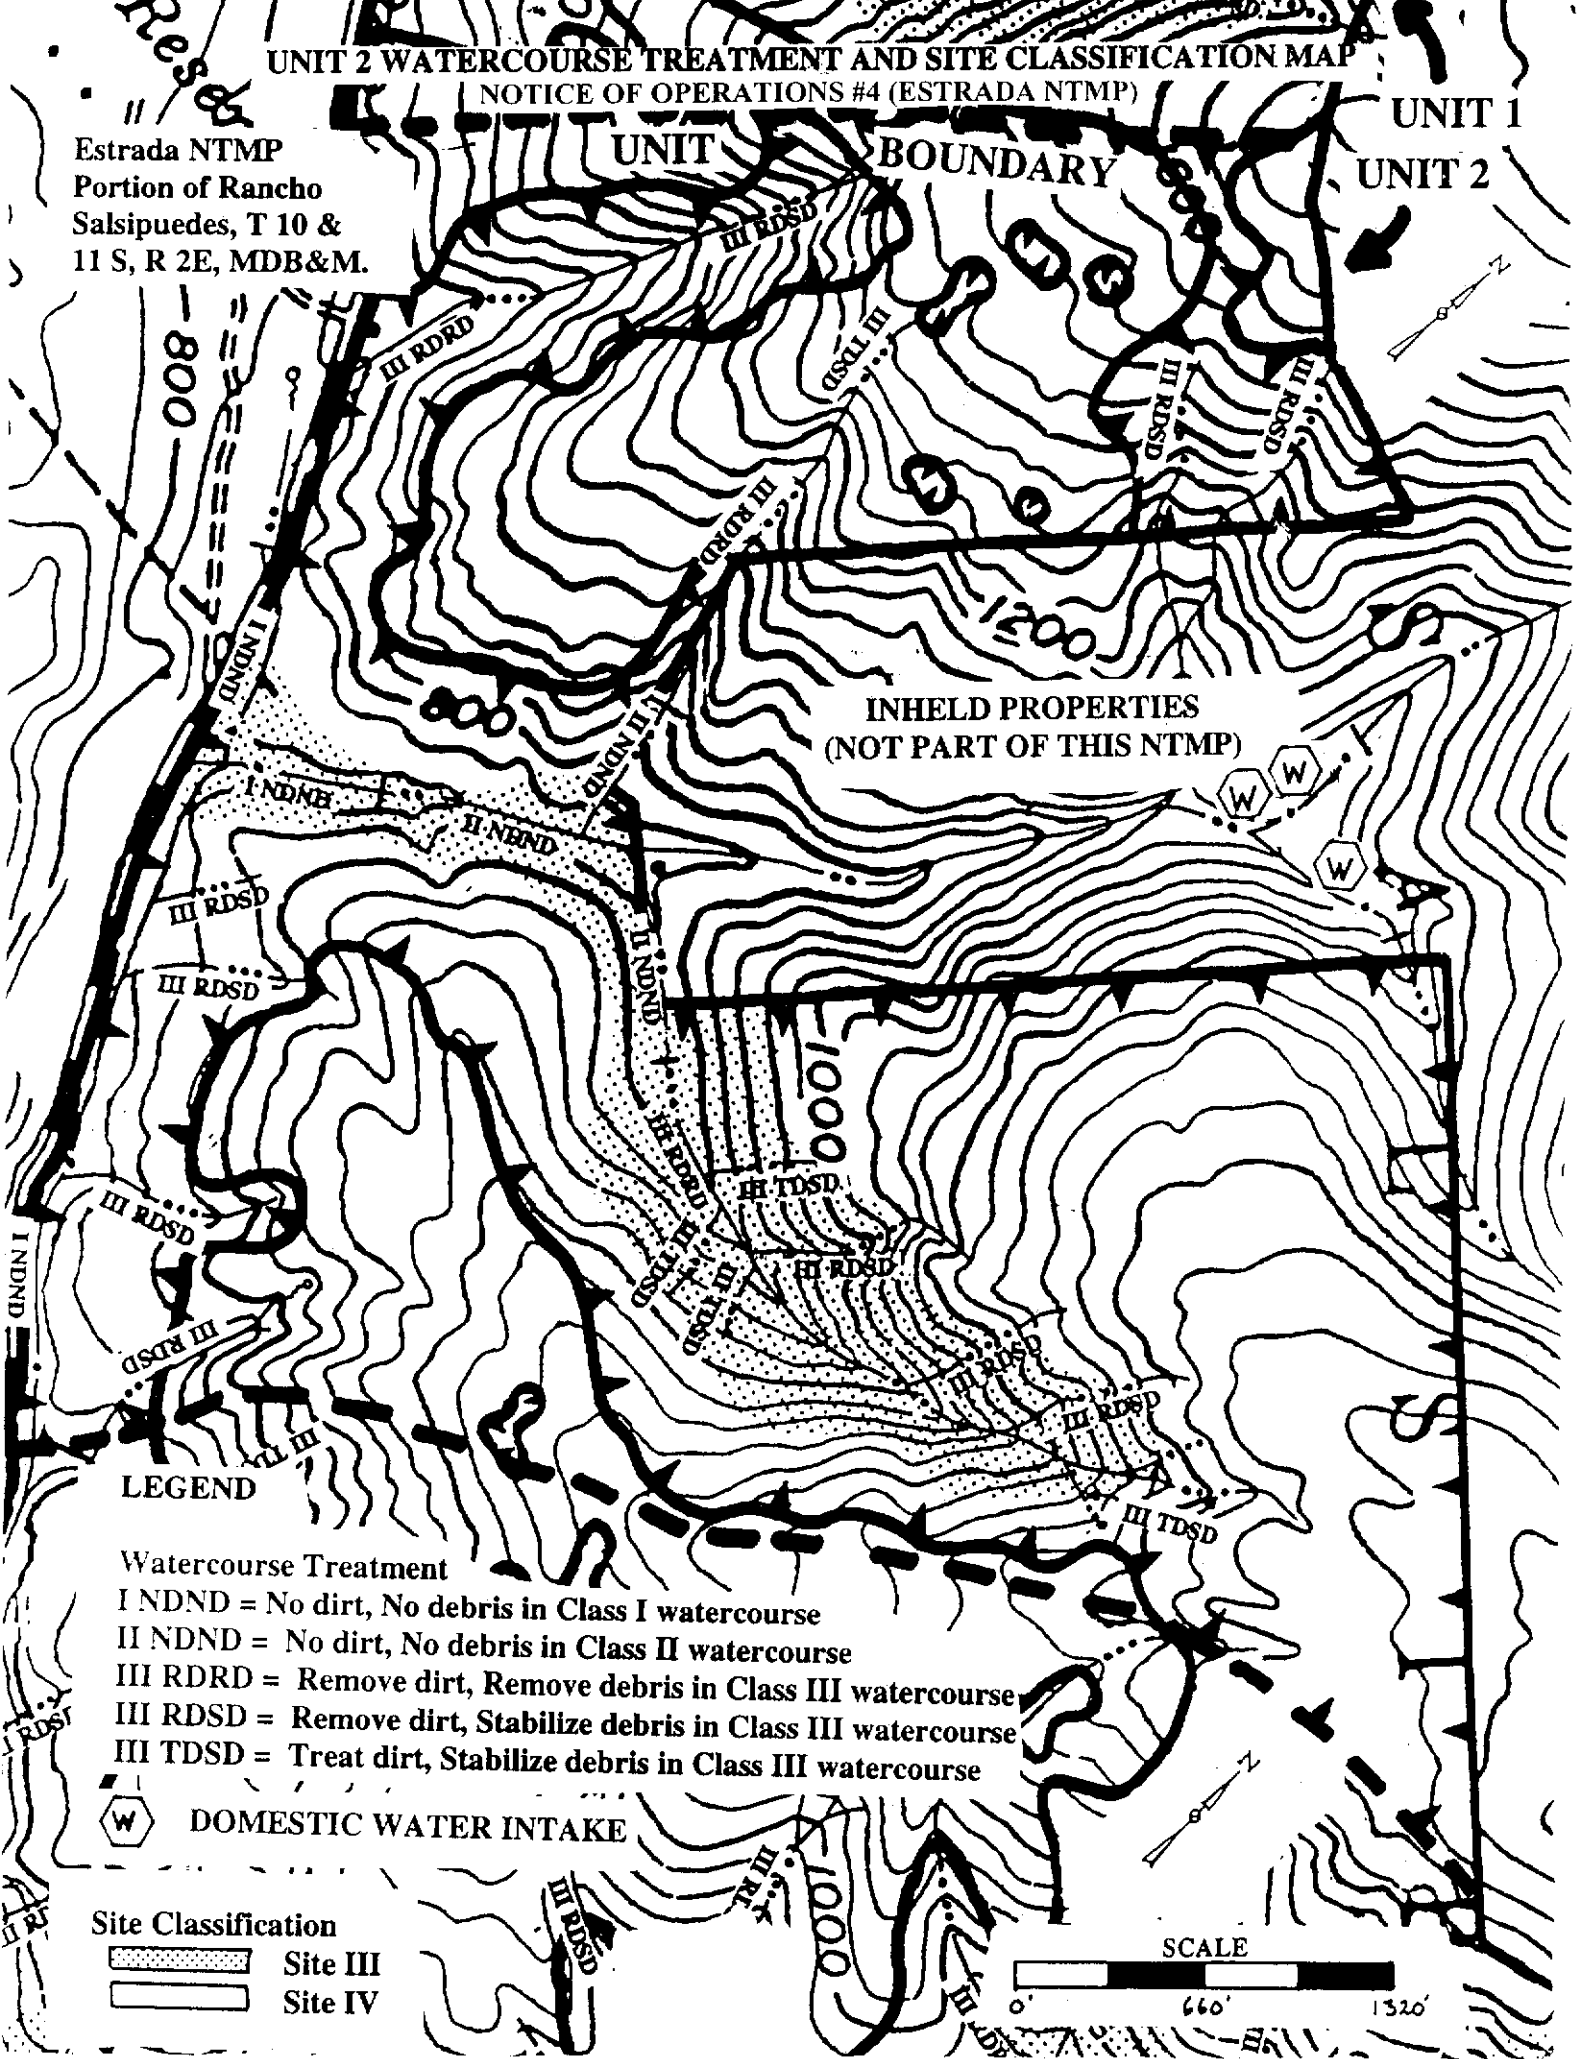 UNIT 2 WATERCOURSE TREATMENT AND SITE CLASSIFICATION MAP
NOTICE OF OPERATIONS #4 (ESTRADA NTMP)
UNIT 1
UNIT BOUNDARY
UNIT 2
Estrada NTMP
Portion of Rancho
Salsipuedes, T 10 &
11 S, R 2E, MDB&M.
800
800
N
III RDSD
III RDRD
III TDSD
III RDSD
III RDSD
III RDRD
1200
I NDND
800
II NDND
INHELD PROPERTIES
(NOT PART OF THIS NTMP)
W
W
W
I NDND
II NDND
III RDSD
II NDND
III RDSD
1000
III RDRD
III TDSD
III RDSD
III TDSD
III RDSD
III TDSD
I NDND
III RDSD
III RDSD
III RDSD
III TDSD
LEGEND
Watercourse Treatment
I NDND = No dirt, No debris in Class I watercourse
II NDND = No dirt, No debris in Class II watercourse
III RDRD = Remove dirt, Remove debris in Class III watercourse
III RDSD = Remove dirt, Stabilize debris in Class III watercourse
III TDSD = Treat dirt, Stabilize debris in Class III watercourse
W DOMESTIC WATER INTAKE
N
1000
III RDSD
Site Classification
Site III
Site IV
SCALE
0' 660' 1320'